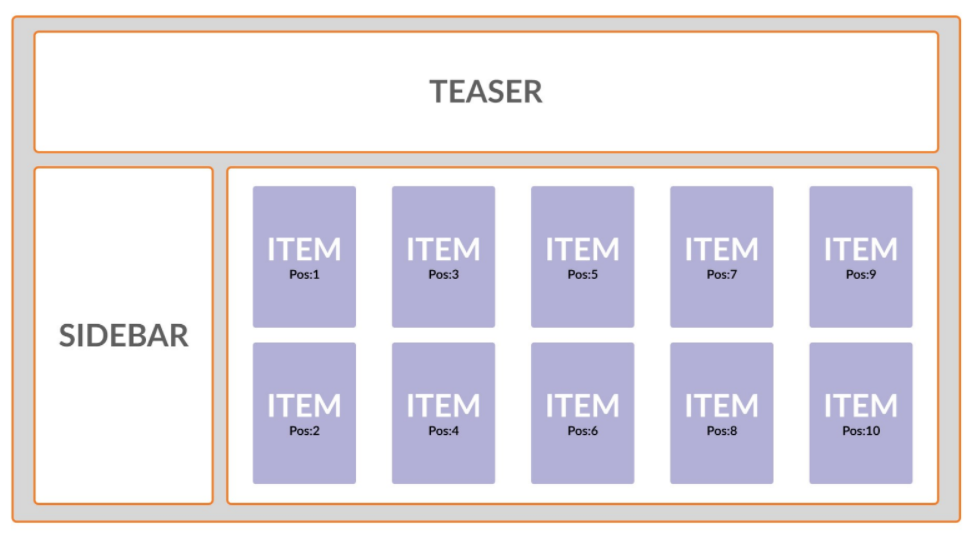 TEASER
SIDEBAR
ITEM
Pos:1
ITEM
Pos:3
ITEM
Pos:5
ITEM
Pos:7
ITEM
Pos:9
ITEM
Pos:2
ITEM
Pos:4
ITEM
Pos:6
ITEM
Pos:8
ITEM
Pos:10